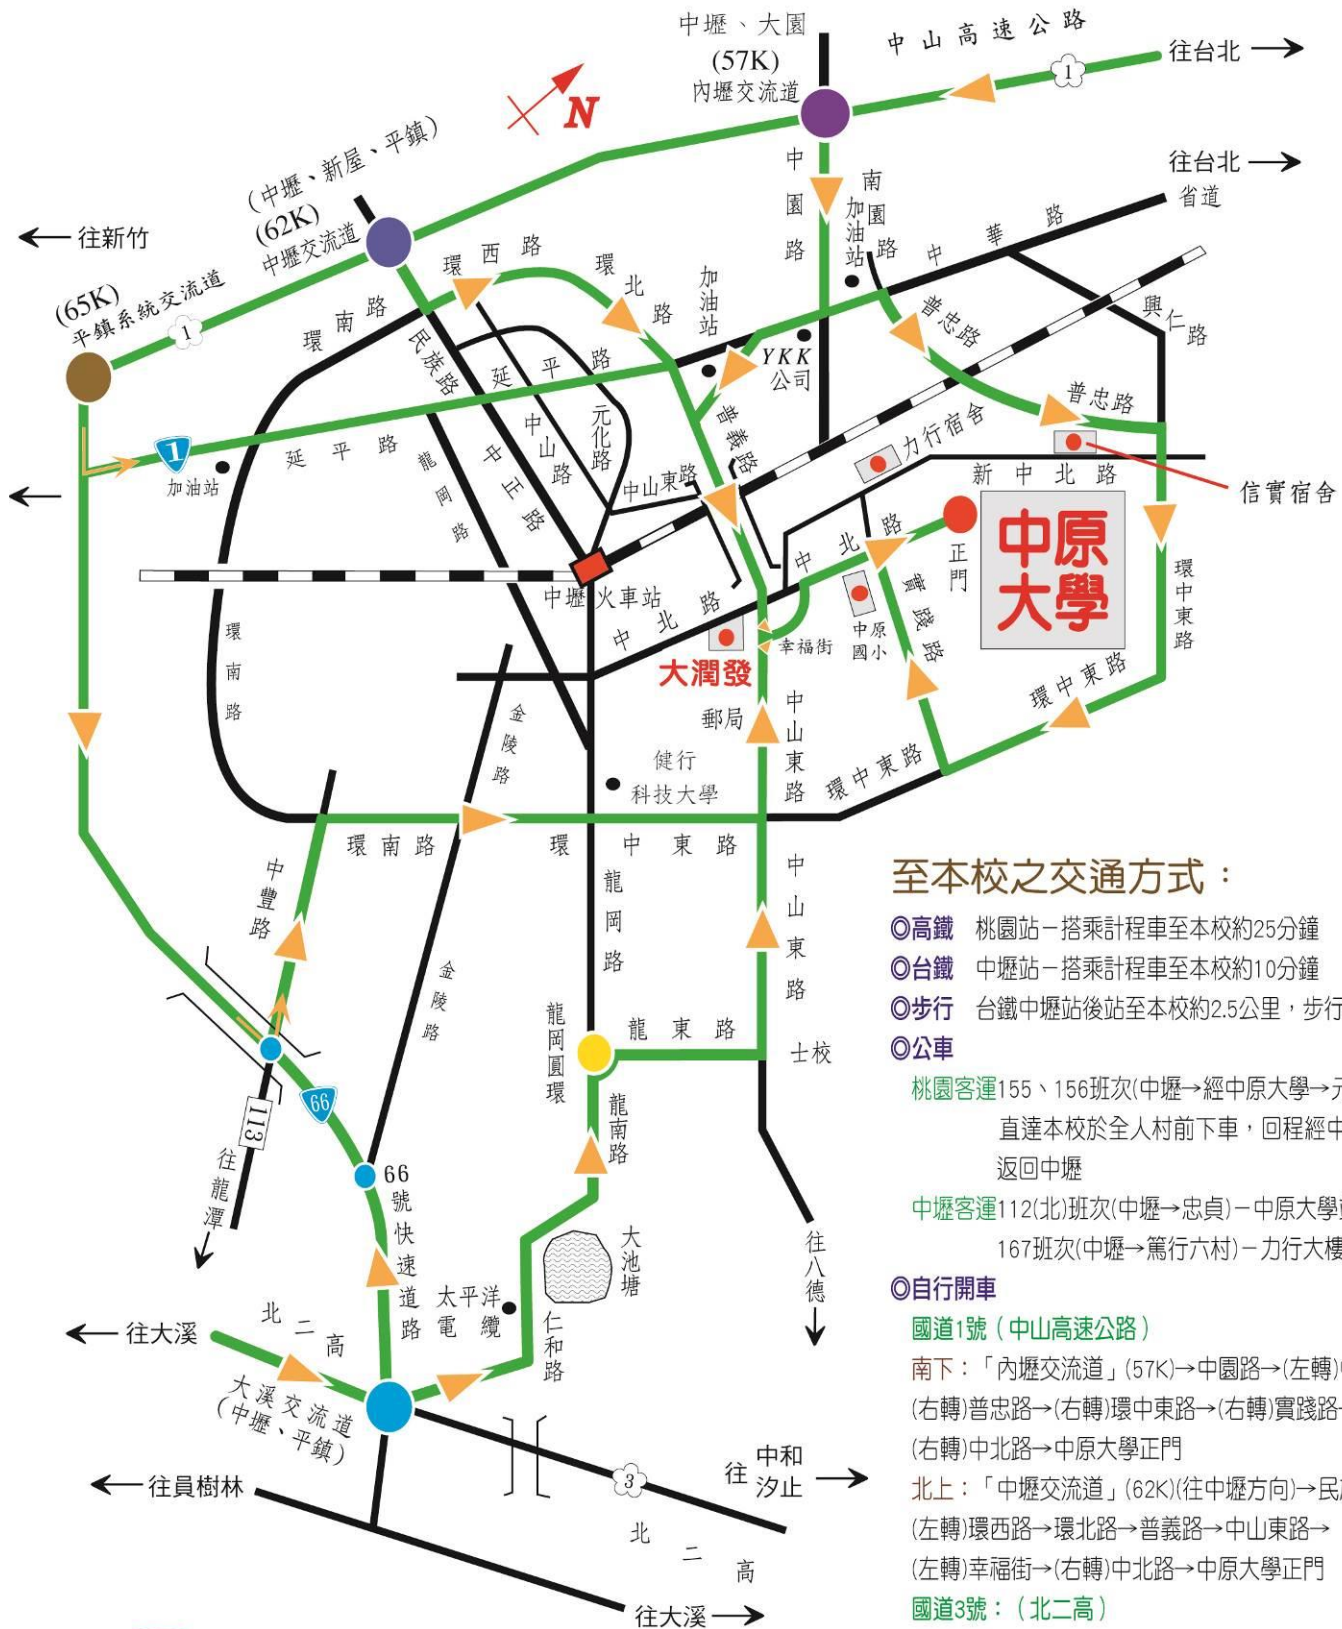 中壢、大園
(57K)
內壢交流道
中山高速公路
1
往台北
N
(中壢、新屋、平鎮)
(62K)
中壢交流道
往台北
省道
往新竹
(65K)
平鎮系統交流道
1
環南路
環西路
環北路
加油站
中園路
南園路
加油站
中華路
普忠路
興仁路
民族路
延平路
YKK
公司
普忠路
1
加油站
延平路
龍岡路
中正路
中山路
元化路
中山東路
普義路
力行宿舍
新中北路
信實宿舍
中壢火車站
中北路
中北路
正門
中原
大學
環中東路
環南路
大潤發
幸福街
中原
國小
實踐路
環中東路
郵局
中山東路
金陵路
健行
科技大學
環中東路
環南路
環中東路
中豐路
龍岡路
中山東路
金陵路
龍岡圓環
龍東路
士校
66
113
往龍潭
66
號快速道路
龍南路
大池塘
往八德
太平洋
電纜
仁和路
往大溪
北二高
大溪交流道
(中壢、平鎮)
往員樹林
3
往
中和
汐止
北二高
往大溪
至本校之交通方式：
◎高鐵 桃園站－搭乘計程車至本校約25分鐘
◎台鐵 中壢站－搭乘計程車至本校約10分鐘
◎步行 台鐵中壢站後站至本校約2.5公里，步行
◎公車
桃園客運155、156班次(中壢→經中原大學→元
直達本校於全人村前下車，回程經中
返回中壢
中壢客運112(北)班次(中壢→忠貞)－中原大學
167班次(中壢→篤行六村)－力行大樓
◎自行開車
國道1號（中山高速公路）
南下：「內壢交流道」(57K)→中園路→(左轉)
(右轉)普忠路→(右轉)環中東路→(右轉)實踐路
(右轉)中北路→中原大學正門
北上：「中壢交流道」(62K)(往中壢方向)→民
(左轉)環西路→環北路→普義路→中山東路→
(左轉)幸福街→(右轉)中北路→中原大學正門
國道3號：（北二高）